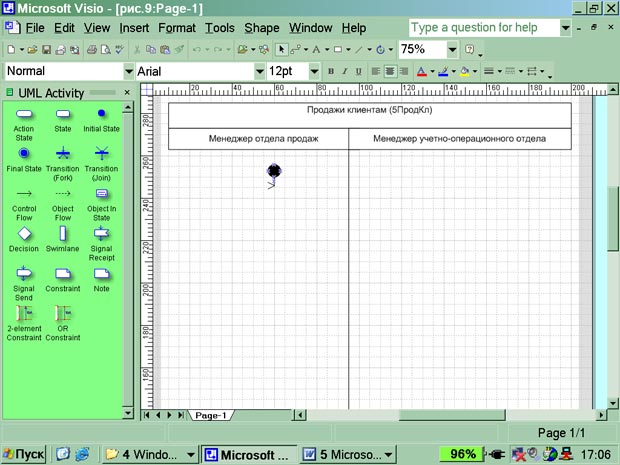 Microsoft Visio - [рис.9:Page-1]
File Edit View Insert Format Tools Shape Window Help Type a question for help
75%
Normal Arial 12pt B I U
UML Activity
Action State
State
Initial State
Final State
Transition (Fork)
Transition (Join)
Control Flow
Object Flow
Object In State
Decision
Swimlane
Signal Receipt
Signal Send
Constraint
Note
2-element Constraint
OR Constraint
20 40 60 80 100 120 140 160 180 200
280
260
240
220
200
180
160
Продажи клиентам (5ПродКл)
Менеджер отдела продаж Менеджер учетно-операционного отдела
Page-1
Page 1/1
Пуск 4 Windo... Microsoft ... 5 Microso... 96% 17:06